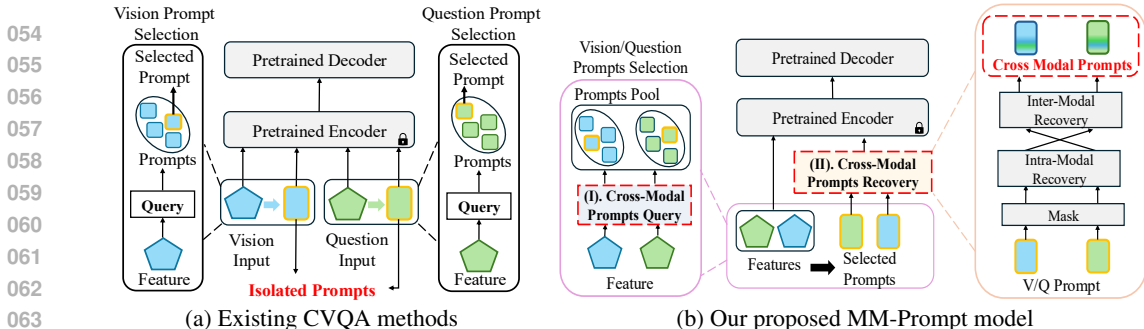 054
055
056
057
058
059
060
061
062
063
Vision Prompt
Selection
Selected
Prompt
Prompts
Query
Feature
Pretrained Decoder
Pretrained Encoder
Vision
Input
Question
Input
Isolated Prompts
Question Prompt
Selection
Selected
Prompt
Prompts
Query
Feature
(a) Existing CVQA methods
Vision/Question
Prompts Selection
Prompts Pool
(I). Cross-Modal
Prompts Query
Feature
Pretrained Decoder
Pretrained Encoder
(II). Cross-Modal
Prompts Recovery
Features
Selected
Prompts
Cross Modal Prompts
Inter-Modal
Recovery
Intra-Modal
Recovery
Mask
V/Q Prompt
(b) Our proposed MM-Prompt model